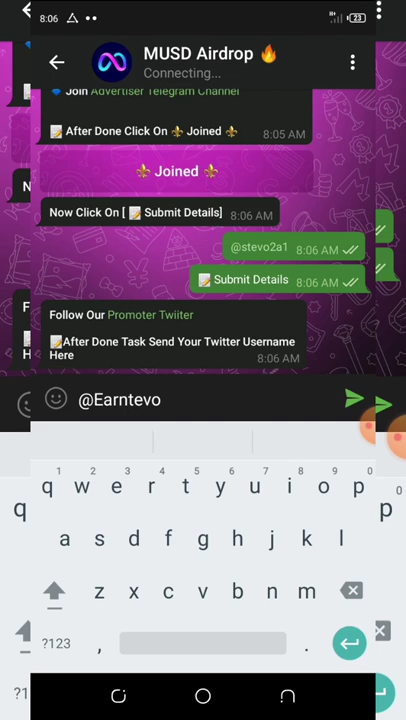 8:06
23
MUSD Airdrop 🔥
Connecting...
Join Advertiser Telegram Channel
📝 After Done Click On ⚜️ Joined ⚜️
8:05 AM
⚜️ Joined ⚜️
Now Click On [ 📝 Submit Details]
8:06 AM
@stevo2a1
8:06 AM
📝 Submit Details
8:06 AM
Follow Our Promoter Twiiter
📝After Done Task Send Your Twitter Username
Here
8:06 AM
@Earntevo
1 2 3 4 5 6 7 8 9 0
q w e r t y u i o p
a s d f g h j k l
z x c v b n m
?123 , .